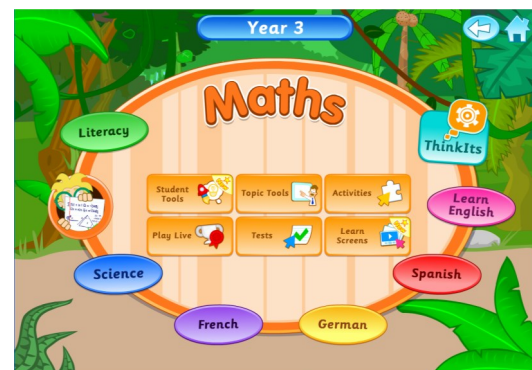 Year 3
Maths
Literacy
ThinkIts
Student
Tools
Topic Tools
Activities
Learn
English
Play Live
Tests
Learn
Screens
Science
Spanish
French
German